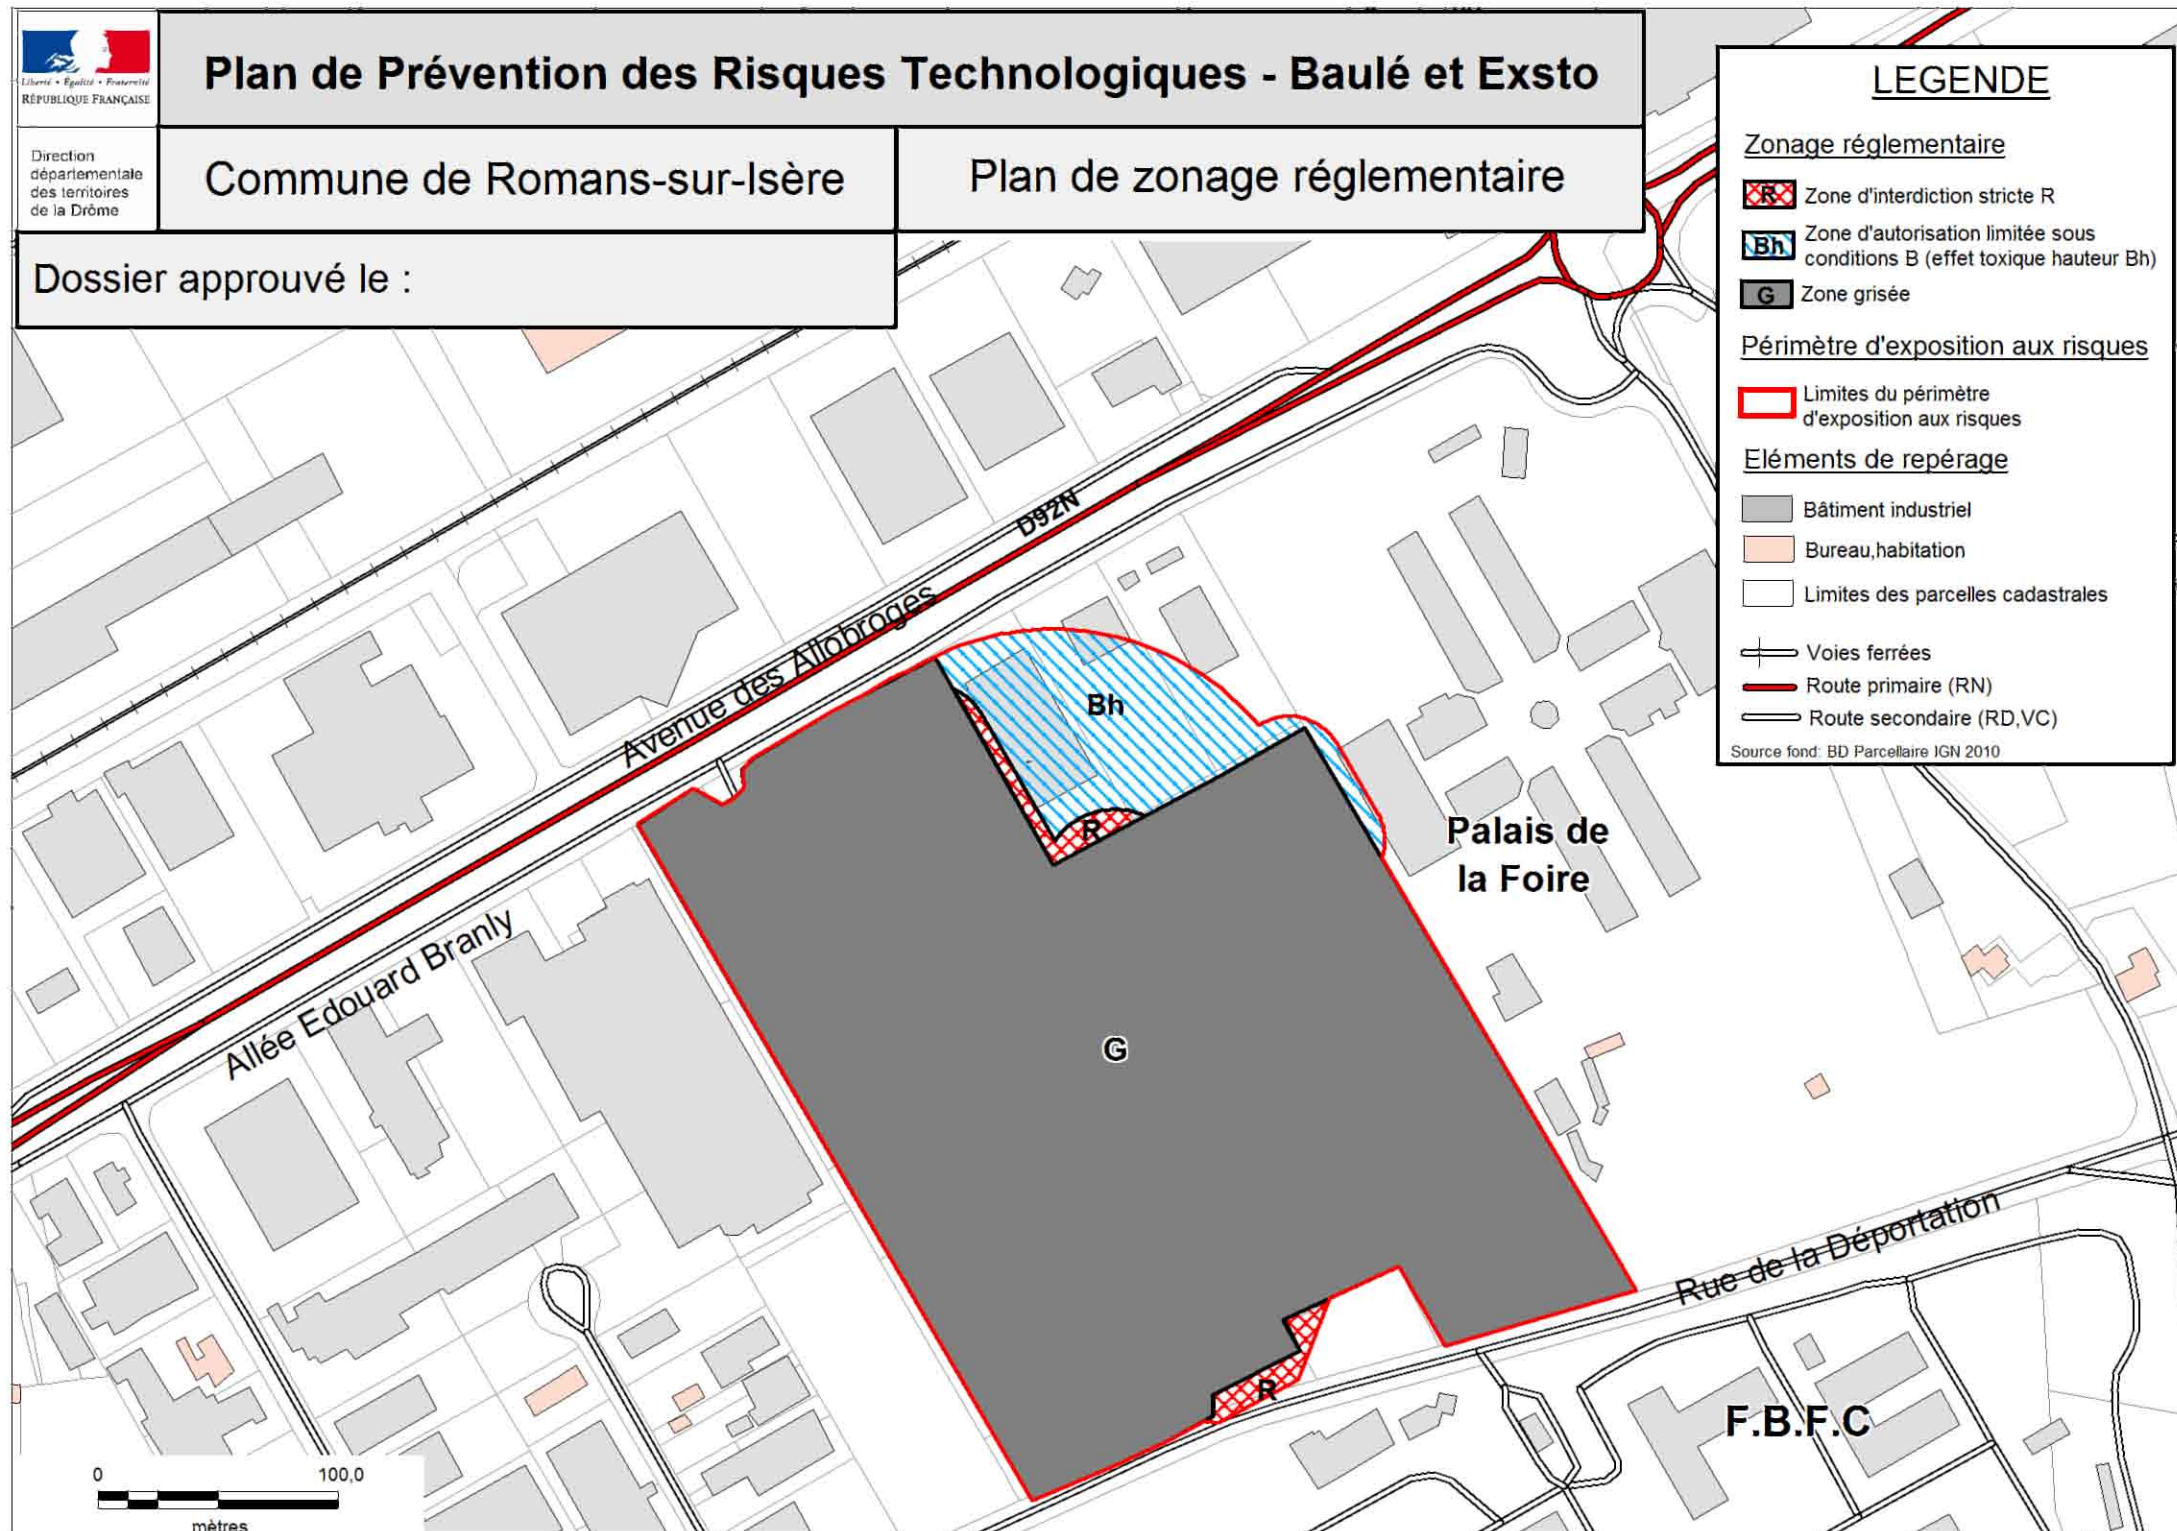 Liberté • Égalité • Fraternité
RÉPUBLIQUE FRANÇAISE
Plan de Prévention des Risques Technologiques - Baulé et Exsto
Direction
départementale
des territoires
de la Drôme
Commune de Romans-sur-Isère
Plan de zonage réglementaire
Dossier approuvé le :
LEGENDE
Zonage réglementaire
R Zone d'interdiction stricte R
Bh Zone d'autorisation limitée sous
conditions B (effet toxique hauteur Bh)
G Zone grisée
Périmètre d'exposition aux risques
Limites du périmètre
d'exposition aux risques
Eléments de repérage
Bâtiment industriel
Bureau,habitation
Limites des parcelles cadastrales
Voies ferrées
Route primaire (RN)
Route secondaire (RD,VC)
Source fond: BD Parcellaire IGN 2010
D92N
Avenue des Allobroges
Bh
R
Palais de
la Foire
Allée Edouard Branly
G
Rue de la Déportation
R
F.B.F.C
0 100,0
mètres